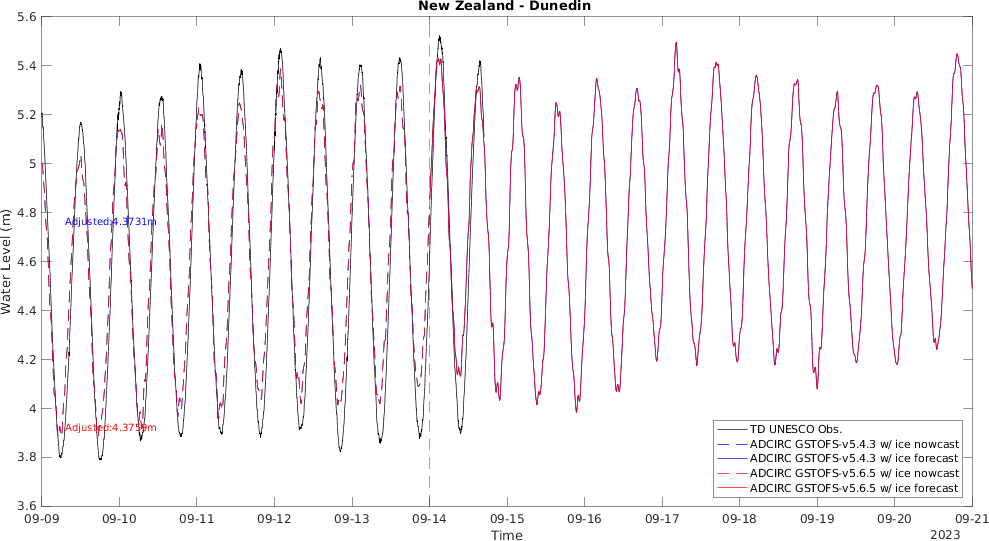 New Zealand - Dunedin
Water Level (m)
5.6
5.4
5.2
5
4.8
4.6
4.4
4.2
4
3.8
3.6
Adjusted:4.3731m
Adjusted:4.3759m
TD UNESCO Obs.
ADCIRC GSTOFS-v5.4.3 w/ ice nowcast
ADCIRC GSTOFS-v5.4.3 w/ ice forecast
ADCIRC GSTOFS-v5.6.5 w/ ice nowcast
ADCIRC GSTOFS-v5.6.5 w/ ice forecast
09-09 09-10 09-11 09-12 09-13 09-14 09-15 09-16 09-17 09-18 09-19 09-20 09-21
Time
2023